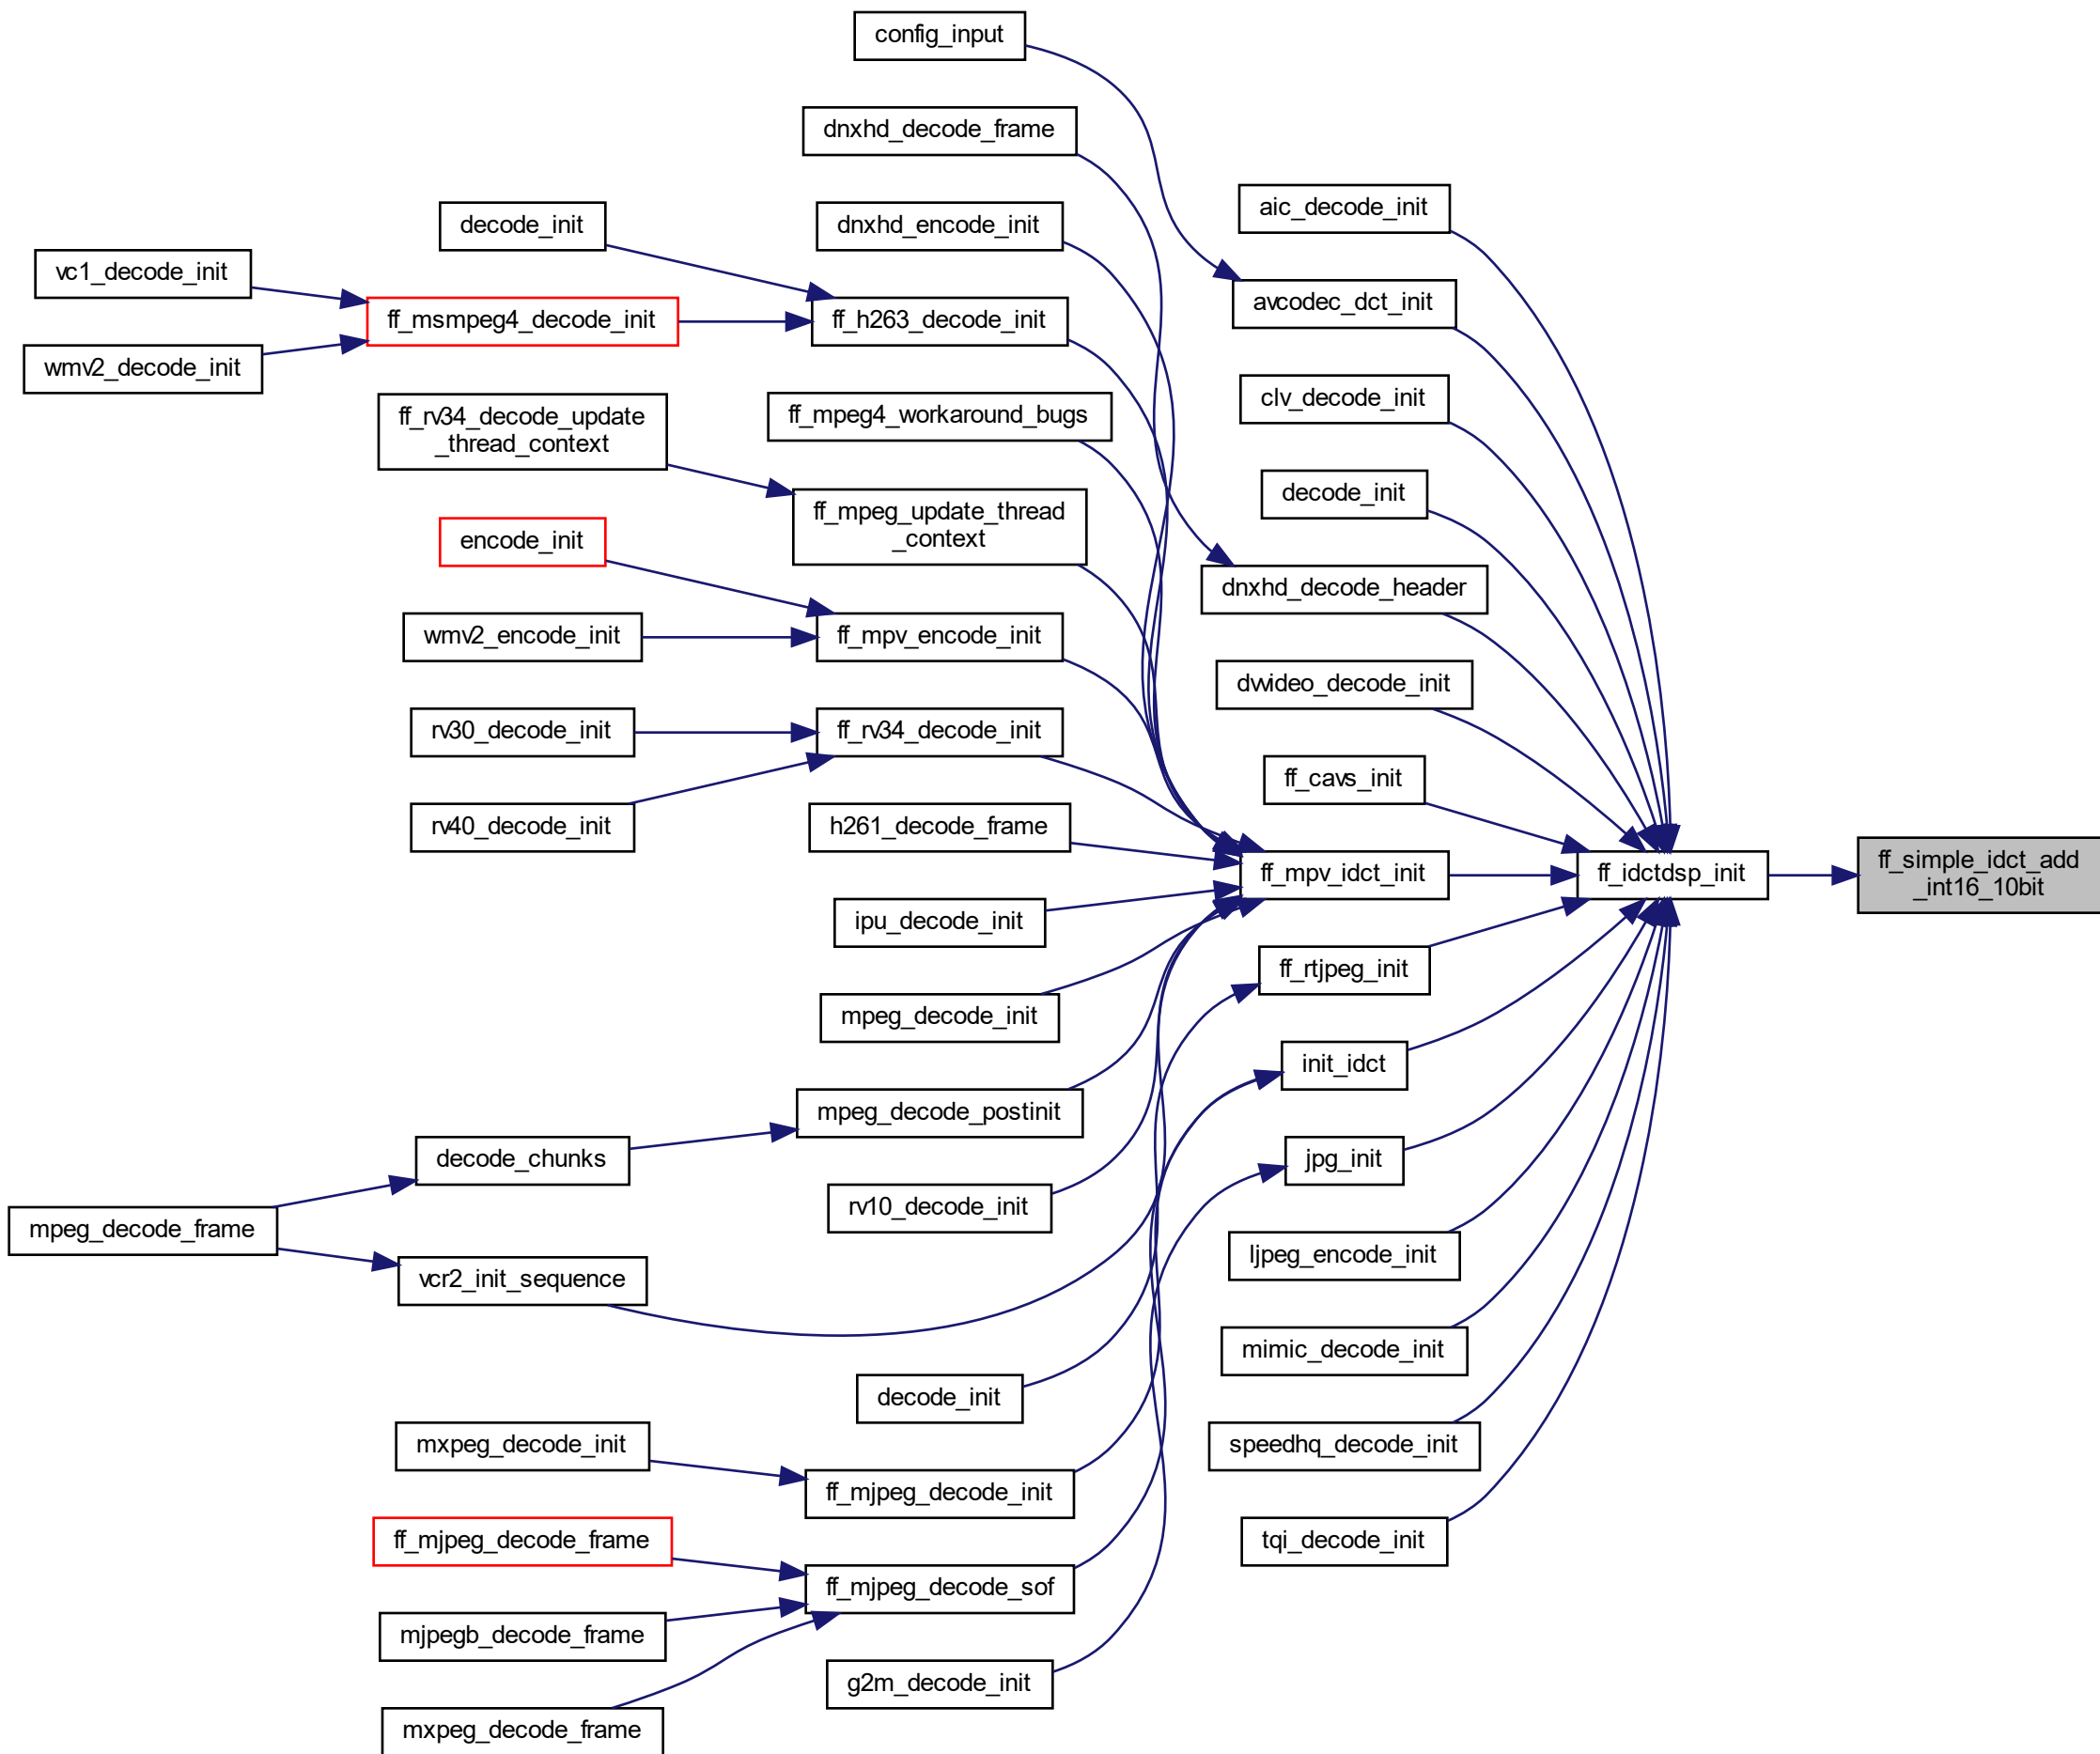 config_input
dnxhd_decode_frame
aic_decode_init
decode_init
dnxhd_encode_init
vc1_decode_init
avcodec_dct_init
ff_msmpeg4_decode_init
ff_h263_decode_init
wmv2_decode_init
clv_decode_init
ff_rv34_decode_update
_thread_context
ff_mpeg4_workaround_bugs
decode_init
ff_mpeg_update_thread
_context
encode_init
dnxhd_decode_header
wmv2_encode_init
ff_mpv_encode_init
dwideo_decode_init
rv30_decode_init
ff_rv34_decode_init
ff_cavs_init
rv40_decode_init
h261_decode_frame
ff_mpv_idct_init
ff_idctdsp_init
ff_simple_idct_add
_int16_10bit
ipu_decode_init
ff_rtjpeg_init
mpeg_decode_init
init_idct
mpeg_decode_postinit
decode_chunks
jpg_init
rv10_decode_init
mpeg_decode_frame
ljpeg_encode_init
vcr2_init_sequence
mimic_decode_init
decode_init
mxpeg_decode_init
speedhq_decode_init
ff_mjpeg_decode_init
ff_mjpeg_decode_frame
tqi_decode_init
ff_mjpeg_decode_sof
mjpegb_decode_frame
g2m_decode_init
mxpeg_decode_frame